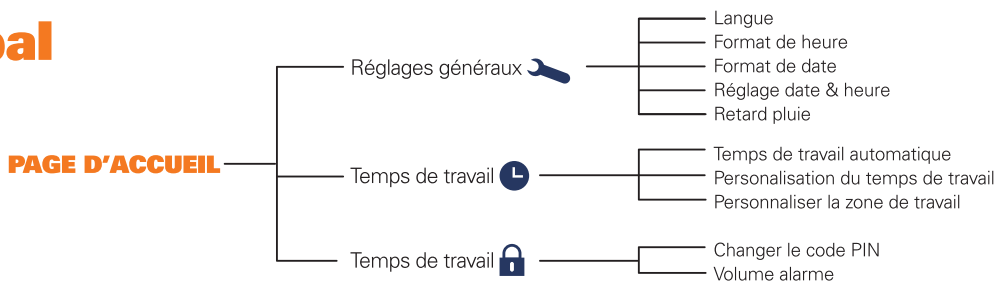 PAGE D'ACCUEIL
Réglages généraux
Langue
Format de heure
Format de date
Réglage date & heure
Retard pluie
Temps de travail
Temps de travail automatique
Personalisation du temps de travail
Personnaliser la zone de travail
Temps de travail
Changer le code PIN
Volume alarme